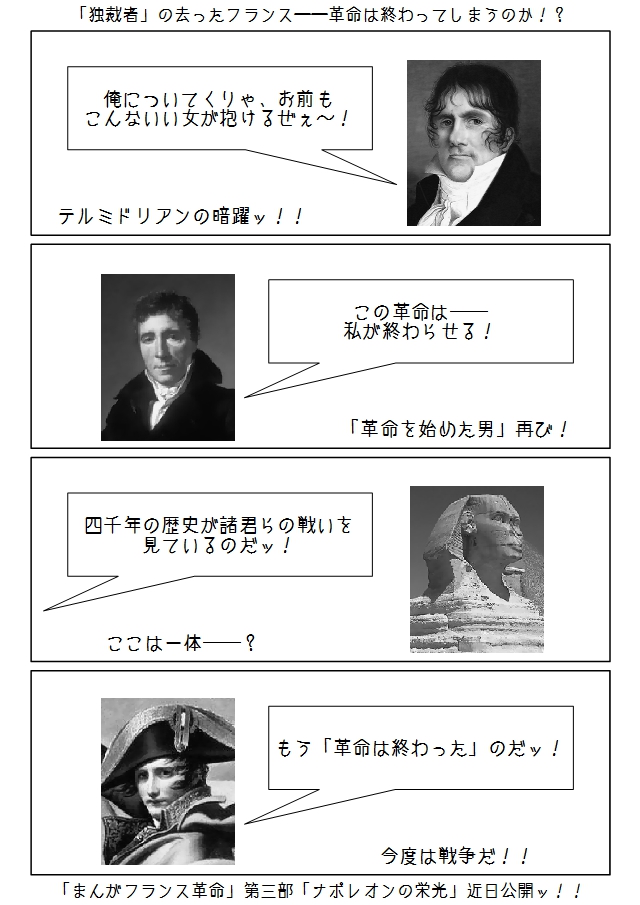 「独裁者」の去ったフランス――革命は終わってしまうのか!?
俺についてくりゃ、お前も
こんないい女が抱けるぜぇ~!
テルミドリアンの暗躍ッ!!
この革命は――
私が終わらせる!
「革命を始めた男」再び!
四千年の歴史が諸君らの戦いを
見ているのだッ!
ここは一体――?
もう「革命は終わった」のだッ!
今度は戦争だ!!
「まんがフランス革命」第三部「ナポレオンの栄光」近日公開ッ!!